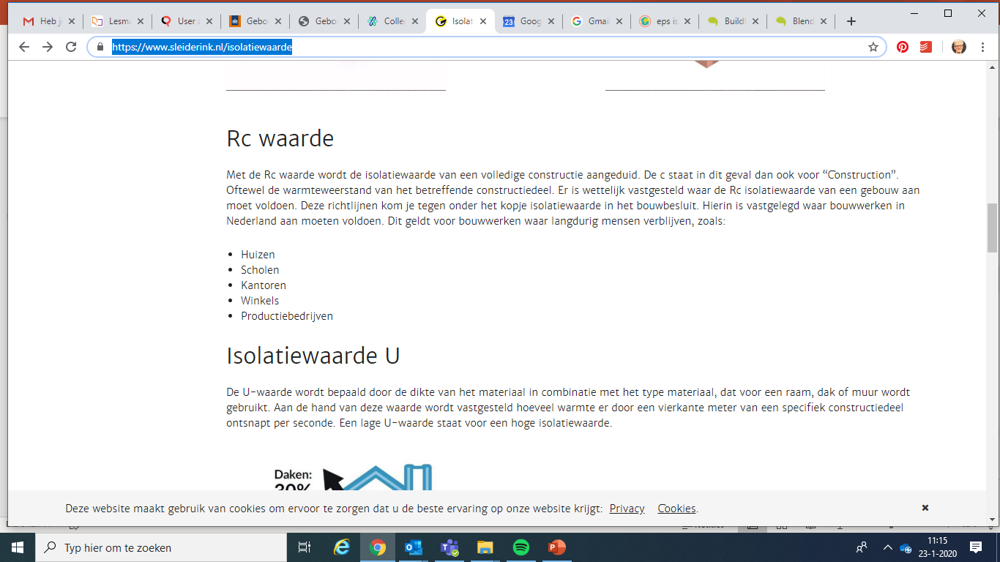 Heb ji
Lesma
User a
Gebou
Gebou
Colleg
Isolati
23
Goog
Gmai
eps is
Build
Blend
https://www.sleiderink.nl/isolatiewaarde
Rc waarde
Met de Rc waarde wordt de isolatiewaarde van een volledige constructie aangeduid. De c staat in dit geval dan ook voor “Construction”.
Oftewel de warmteweerstand van het betreffende constructiedeel. Er is wettelijk vastgesteld waar de Rc isolatiewaarde van een gebouw aan
moet voldoen. Deze richtlijnen kom je tegen onder het kopje isolatiewaarde in het bouwbesluit. Hierin is vastgelegd waar bouwwerken in
Nederland aan moeten voldoen. Dit geldt voor bouwwerken waar langdurig mensen verblijven, zoals:
• Huizen
• Scholen
• Kantoren
• Winkels
• Productiebedrijven
Isolatiewaarde U
De U-waarde wordt bepaald door de dikte van het materiaal in combinatie met het type materiaal, dat voor een raam, dak of muur wordt
gebruikt. Aan de hand van deze waarde wordt vastgesteld hoeveel warmte er door een vierkante meter van een specifiek constructiedeel
ontsnapt per seconde. Een lage U-waarde staat voor een hoge isolatiewaarde.
Daken:
30%
Deze website maakt gebruik van cookies om ervoor te zorgen dat u de beste ervaring op onze website krijgt: Privacy Cookies.
Typ hier om te zoeken
11:15
23-1-2020